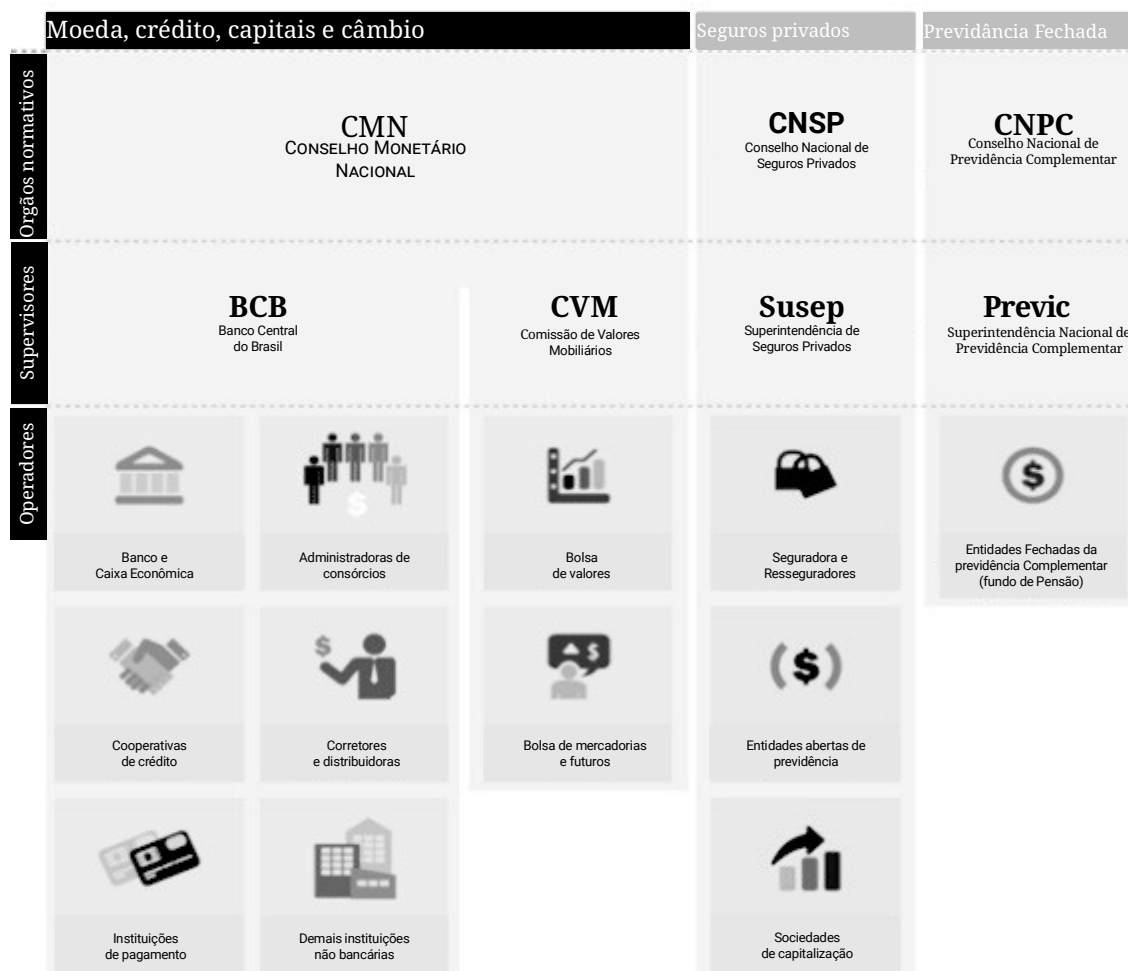 Moeda, crédito, capitais e câmbio
Seguros privados
Previdância Fechada
Orgãos normativos
CMN
CONSELHO MONETÁRIO
NACIONAL
CNSP
Conselho Nacional de
Seguros Privados
CNPC
Conselho Nacional de
Previdência Complementar
Supervisores
BCB
Banco Central
do Brasil
CVM
Comissão de Valores
Mobiliários
Susep
Superintendência de
Seguros Privados
Previc
Superintendência Nacional de
Previdência Complementar
Operadores
Banco e
Caixa Econômica
Administradoras de
consórcios
Bolsa
de valores
Seguradora e
Resseguradores
Entidades Fechadas da
previdência Complementar
(fundo de Pensão)
Cooperativas
de crédito
Corretores
e distribuidoras
Bolsa de mercadorias
e futuros
Entidades abertas de
previdência
Instituições
de pagamento
Demais instituições
não bancárias
Sociedades
de capitalização